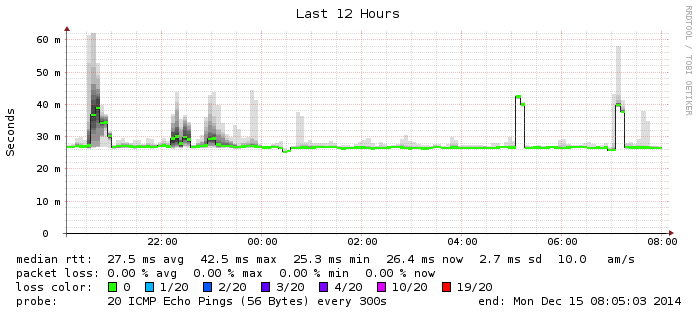 Last 12 Hours
RRDTOOL / TOBI OETIKER
Seconds
60 m
50 m
40 m
30 m
20 m
10 m
0
22:00 00:00 02:00 04:00 06:00 08:00
median rtt: 27.5 ms avg 42.5 ms max 25.3 ms min 26.4 ms now 2.7 ms sd 10.0 am/s
packet loss: 0.00 % avg 0.00 % max 0.00 % min 0.00 % now
loss color: 0 1/20 2/20 3/20 4/20 10/20 19/20
probe: 20 ICMP Echo Pings (56 Bytes) every 300s end: Mon Dec 15 08:05:03 2014